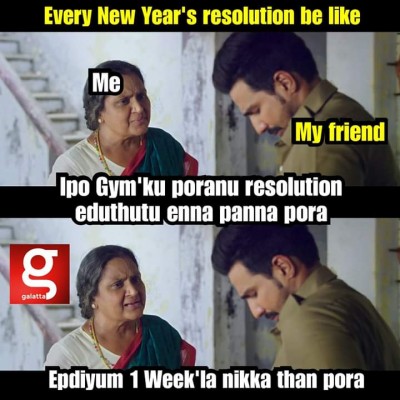 Every New Year's resolution be like
Me
My friend
Ipo Gym'ku poranu resolution
eduthutu enna panna pora
g
galatta
Epdiyum 1 Week'la nikka than pora